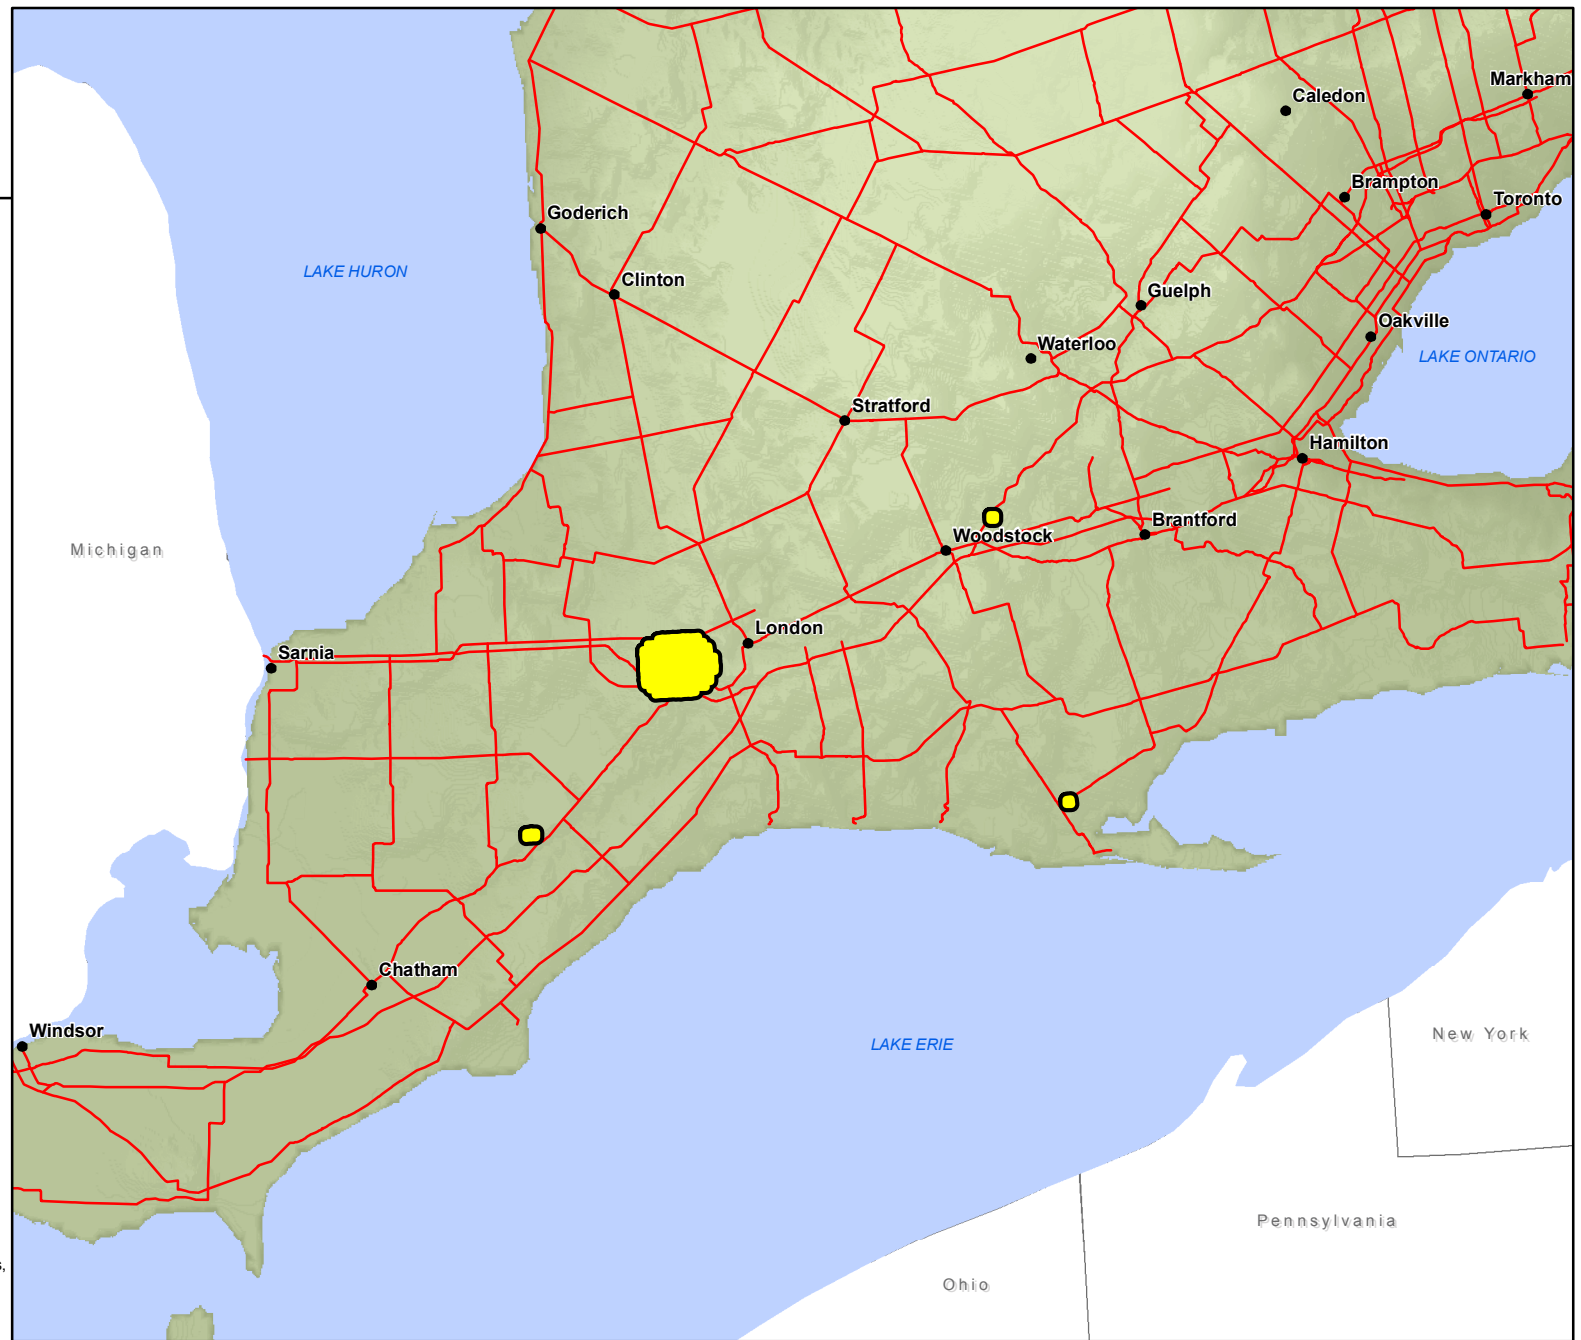 Markham
Caledon
Brampton
Toronto
Goderich
LAKE HURON
Clinton
Guelph
Oakville
Waterloo
LAKE ONTARIO
Stratford
Hamilton
Brantford
Woodstock
Michigan
London
Sarnia
Chatham
Windsor
New York
LAKE ERIE
Pennsylvania
Ohio